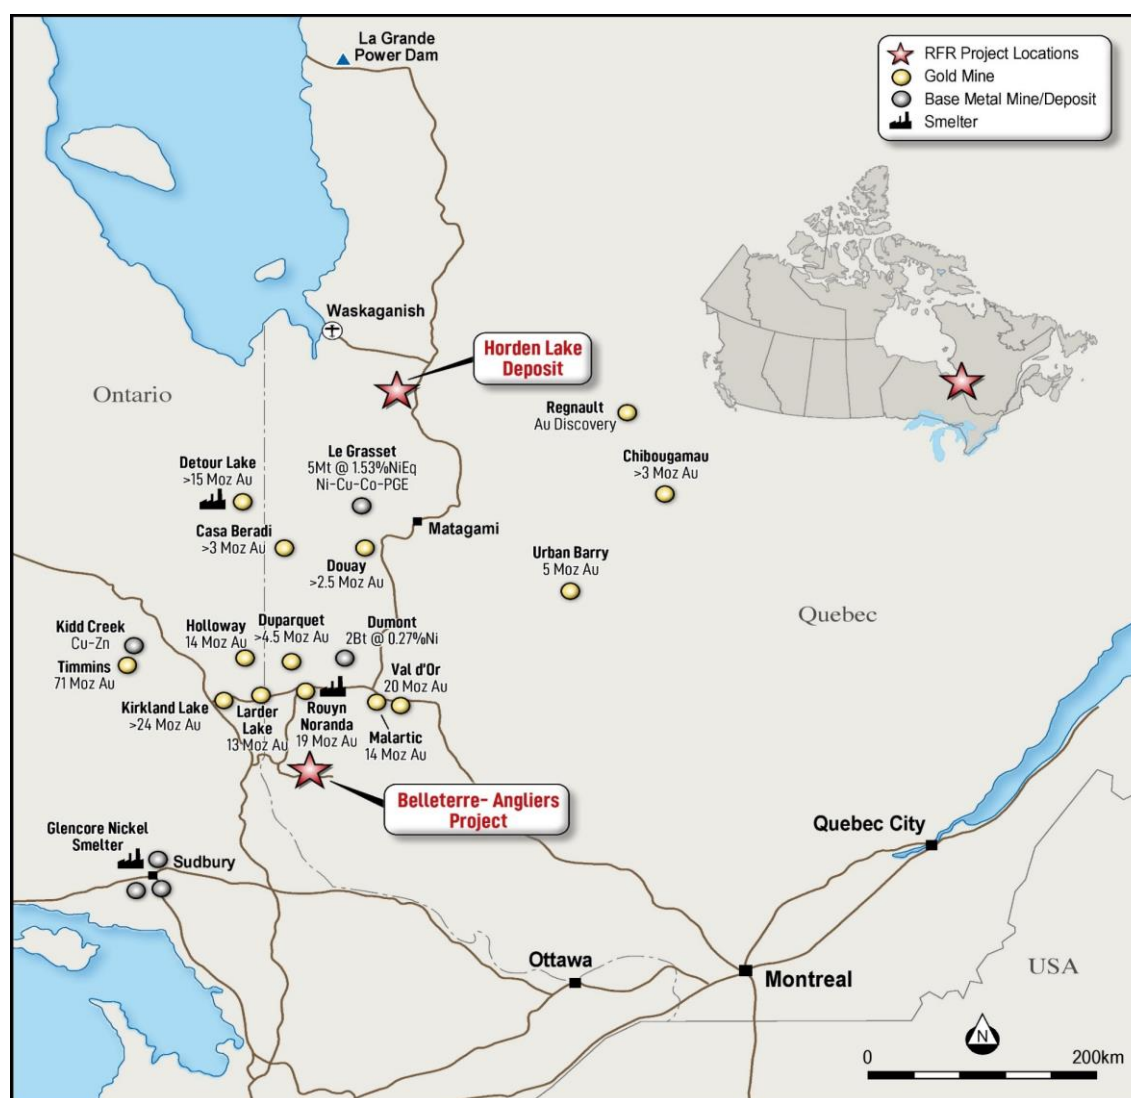 La Grande
Power Dam
RFR Project Locations
Gold Mine
Base Metal Mine/Deposit
Smelter
Waskaganish
Horden Lake
Deposit
Ontario
Regnault
Au Discovery
Le Grasset
5Mt @ 1.53%NiEq
Ni-Cu-Co-PGE
Detour Lake
>15 Moz Au
Chibougamau
>3 Moz Au
Matagami
Casa Beradi
>3 Moz Au
Douay
>2.5 Moz Au
Urban Barry
5 Moz Au
Quebec
Kidd Creek
Cu-Zn
Timmins
71 Moz Au
Holloway
14 Moz Au
Duparquet
>4.5 Moz Au
Dumont
2Bt @ 0.27%Ni
Val d'Or
20 Moz Au
Kirkland Lake
>24 Moz Au
Larder
Lake
13 Moz Au
Rouyn
Noranda
19 Moz Au
Malartic
14 Moz Au
Belleterre- Angliers
Project
Glencore Nickel
Smelter
Sudbury
Quebec City
Ottawa
Montreal
USA
N
0 200km